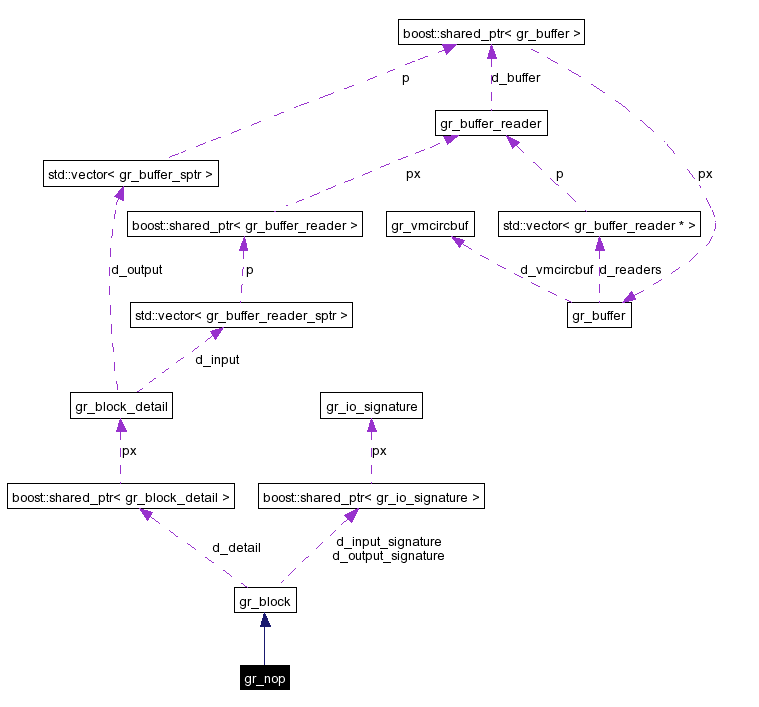 boost::shared_ptr< gr_buffer >
p
d_buffer
gr_buffer_reader
std::vector< gr_buffer_sptr >
px
p
px
boost::shared_ptr< gr_buffer_reader >
gr_vmcircbuf
std::vector< gr_buffer_reader * >
d_output
p
d_vmcircbuf
d_readers
std::vector< gr_buffer_reader_sptr >
gr_buffer
d_input
gr_block_detail
gr_io_signature
px
px
boost::shared_ptr< gr_block_detail >
boost::shared_ptr< gr_io_signature >
d_detail
d_input_signature
d_output_signature
gr_block
gr_nop